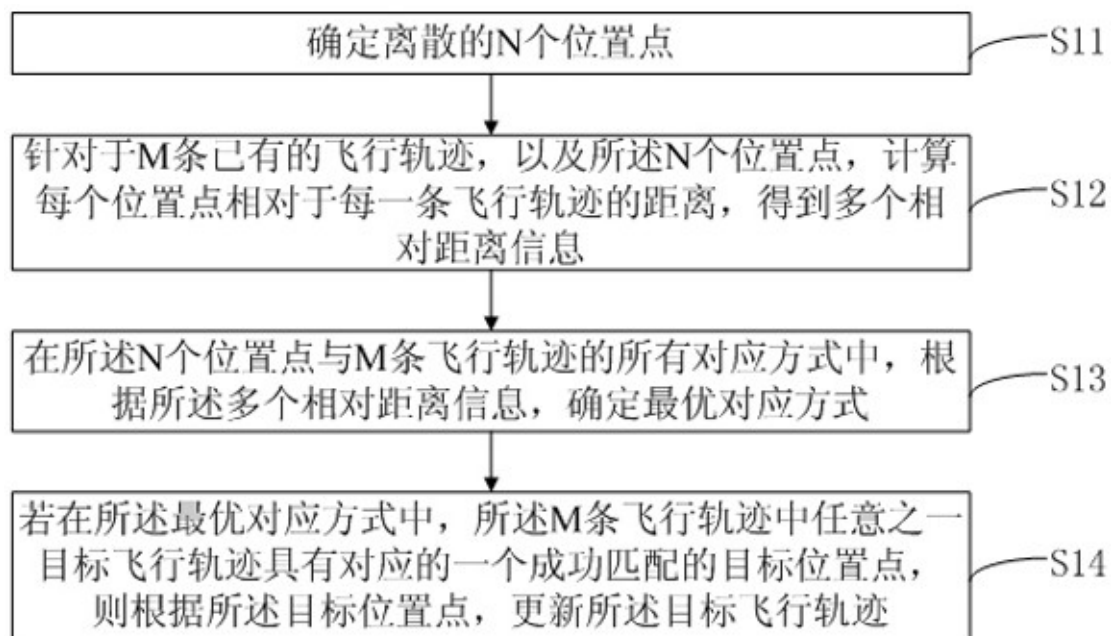 确定离散的N个位置点
S11
针对于M条已有的飞行轨迹，以及所述N个位置点，计算
每个位置点相对于每一条飞行轨迹的距离，得到多个相
对距离信息
S12
在所述N个位置点与M条飞行轨迹的所有对应方式中，根
据所述多个相对距离信息，确定最优对应方式
S13
若在所述最优对应方式中，所述M条飞行轨迹中任意之一
目标飞行轨迹具有对应的一个成功匹配的目标位置点，
则根据所述目标位置点，更新所述目标飞行轨迹
S14